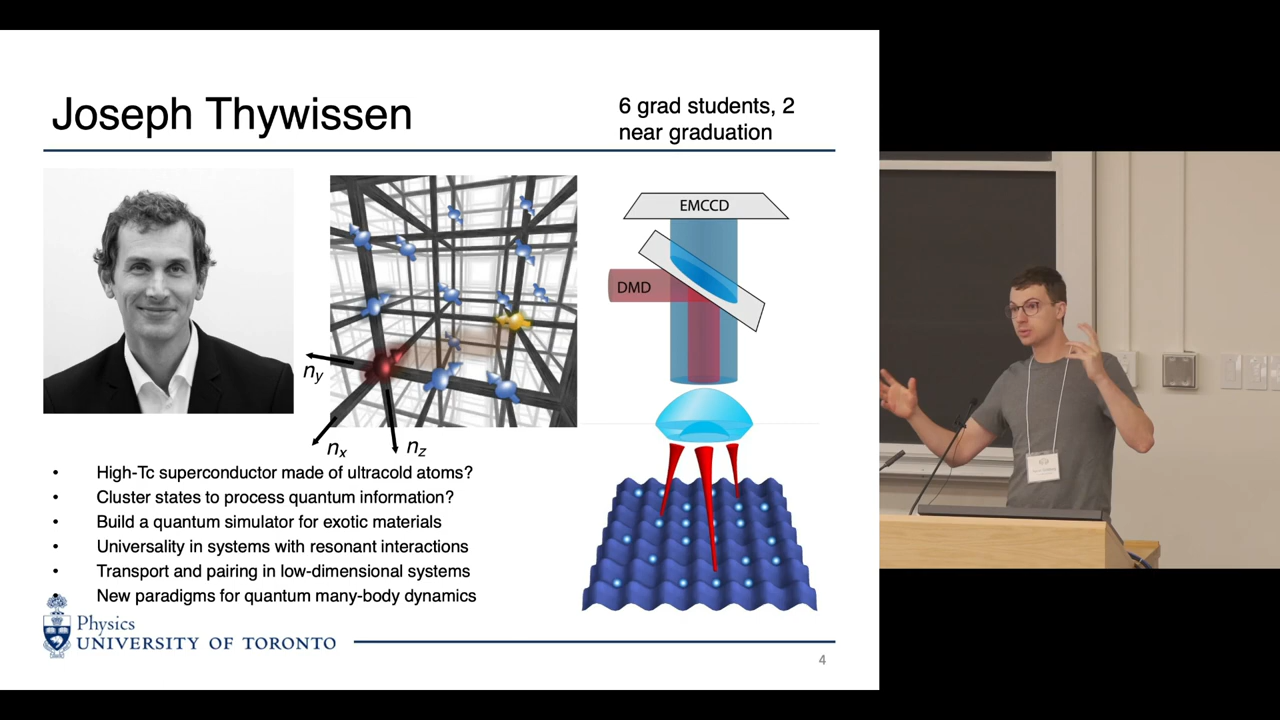 Joseph Thywissen
6 grad students, 2
near graduation
EMCCD
DMD
n_y
n_x
n_z
• High-Tc superconductor made of ultracold atoms?
• Cluster states to process quantum information?
• Build a quantum simulator for exotic materials
• Universality in systems with resonant interactions
• Transport and pairing in low-dimensional systems
• New paradigms for quantum many-body dynamics
Physics
UNIVERSITY OF TORONTO
4